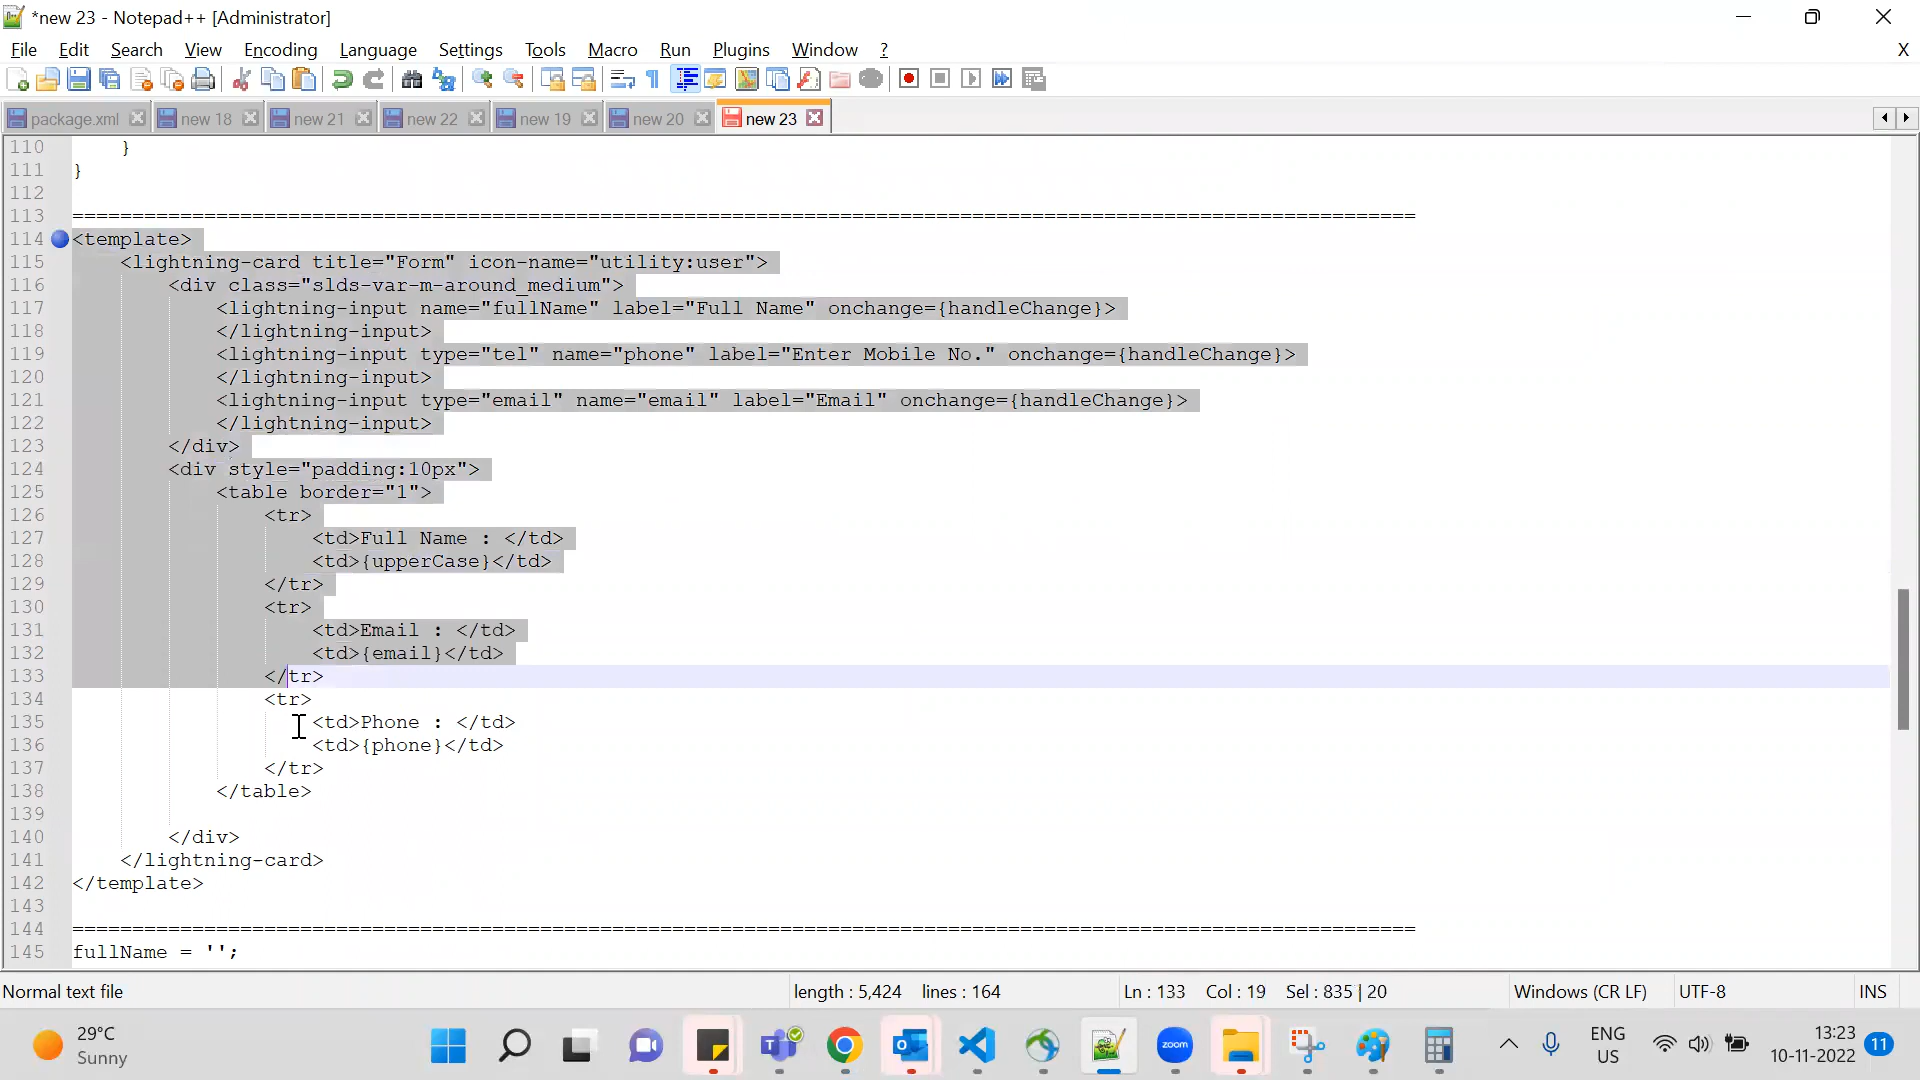 *new 23 - Notepad++ [Administrator]
File Edit Search View Encoding Language Settings Tools Macro Run Plugins Window ? X
package.xml new 18 new 21 new 22 new 19 new 20 new 23
110 }
111 }
112
113 ================================================================================================================
114 <template>
115 <lightning-card title="Form" icon-name="utility:user">
116 <div class="slds-var-m-around_medium">
117 <lightning-input name="fullName" label="Full Name" onchange={handleChange}>
118 </lightning-input>
119 <lightning-input type="tel" name="phone" label="Enter Mobile No." onchange={handleChange}>
120 </lightning-input>
121 <lightning-input type="email" name="email" label="Email" onchange={handleChange}>
122 </lightning-input>
123 </div>
124 <div style="padding:10px">
125 <table border="1">
126 <tr>
127 <td>Full Name : </td>
128 <td>{upperCase}</td>
129 </tr>
130 <tr>
131 <td>Email : </td>
132 <td>{email}</td>
133 </tr>
134 <tr>
135 <td>Phone : </td>
136 <td>{phone}</td>
137 </tr>
138 </table>
139
140 </div>
141 </lightning-card>
142 </template>
143
144 ================================================================================================================
145 fullName = '';
Normal text file length : 5,424 lines : 164 Ln : 133 Col : 19 Sel : 835 | 20 Windows (CR LF) UTF-8 INS
29°C
Sunny
zoom
ENG
US
13:23
10-11-2022
11